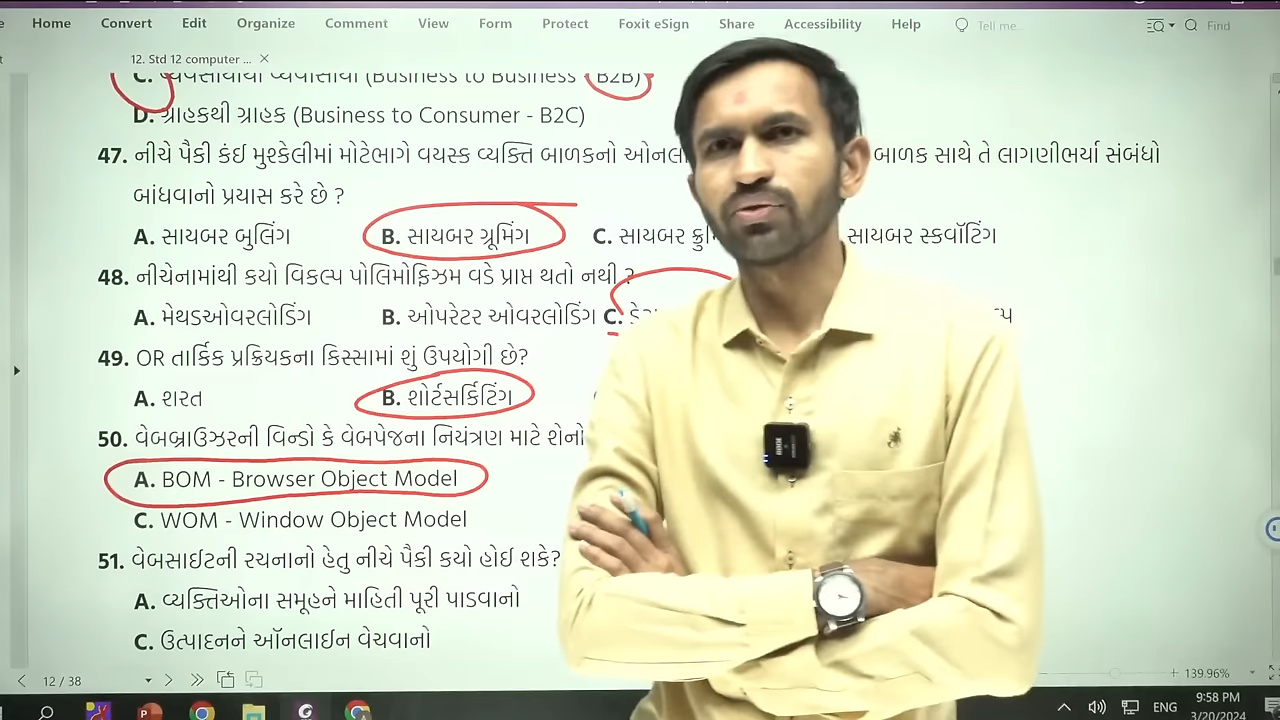 Home Convert Edit Organize Comment View Form Protect Foxit eSign Share Accessibility Help Tell me... Find
12. Std 12 computer ...
(Business to Business - B2B)
D. ગ્રાહકથી ગ્રાહક (Business to Consumer - B2C)
47. નીચે પૈકી કંઈ મુશ્કેલીમાં મોટેભાગે વયસ્ક વ્યક્તિ બાળકનો બાળક સાથે તે લાગણીભર્યા સંબંધો
બાંધવાનો પ્રયાસ કરે છે ?
A. સાયબર બુલિંગ B. સાયબર ગ્રૂમિંગ C. સાયબર સાયબર સ્કવૉટિંગ
48. નીચેનામાંથી કયો વિકલ્પ પોલિમોફિઝમ વડે પ્રાપ્ત થતો નથી ?
A. મેથડઓવરલોડિંગ B. ઓપરેટર ઓવરલોડિંગ C.
49. OR તાર્કિક પ્રક્રિયકના કિસ્સામાં શું ઉપયોગી છે?
A. શરત B. શોર્ટસર્કિટિંગ
50. વેબબ્રાઉઝરની વિન્ડો કે વેબપેજના નિયંત્રણ માટે શેનો
A. BOM - Browser Object Model
C. WOM - Window Object Model
51. વેબસાઈટની રચનાનો હેતુ નીચે પૈકી કયો હોઈ શકે?
A. વ્યક્તિઓના સમૂહને માહિતી પૂરી પાડવાનો
C. ઉત્પાદનને ઑનલાઈન વેચવાનો
12 / 38 139.96%
ENG 9:58 PM
3/20/2024